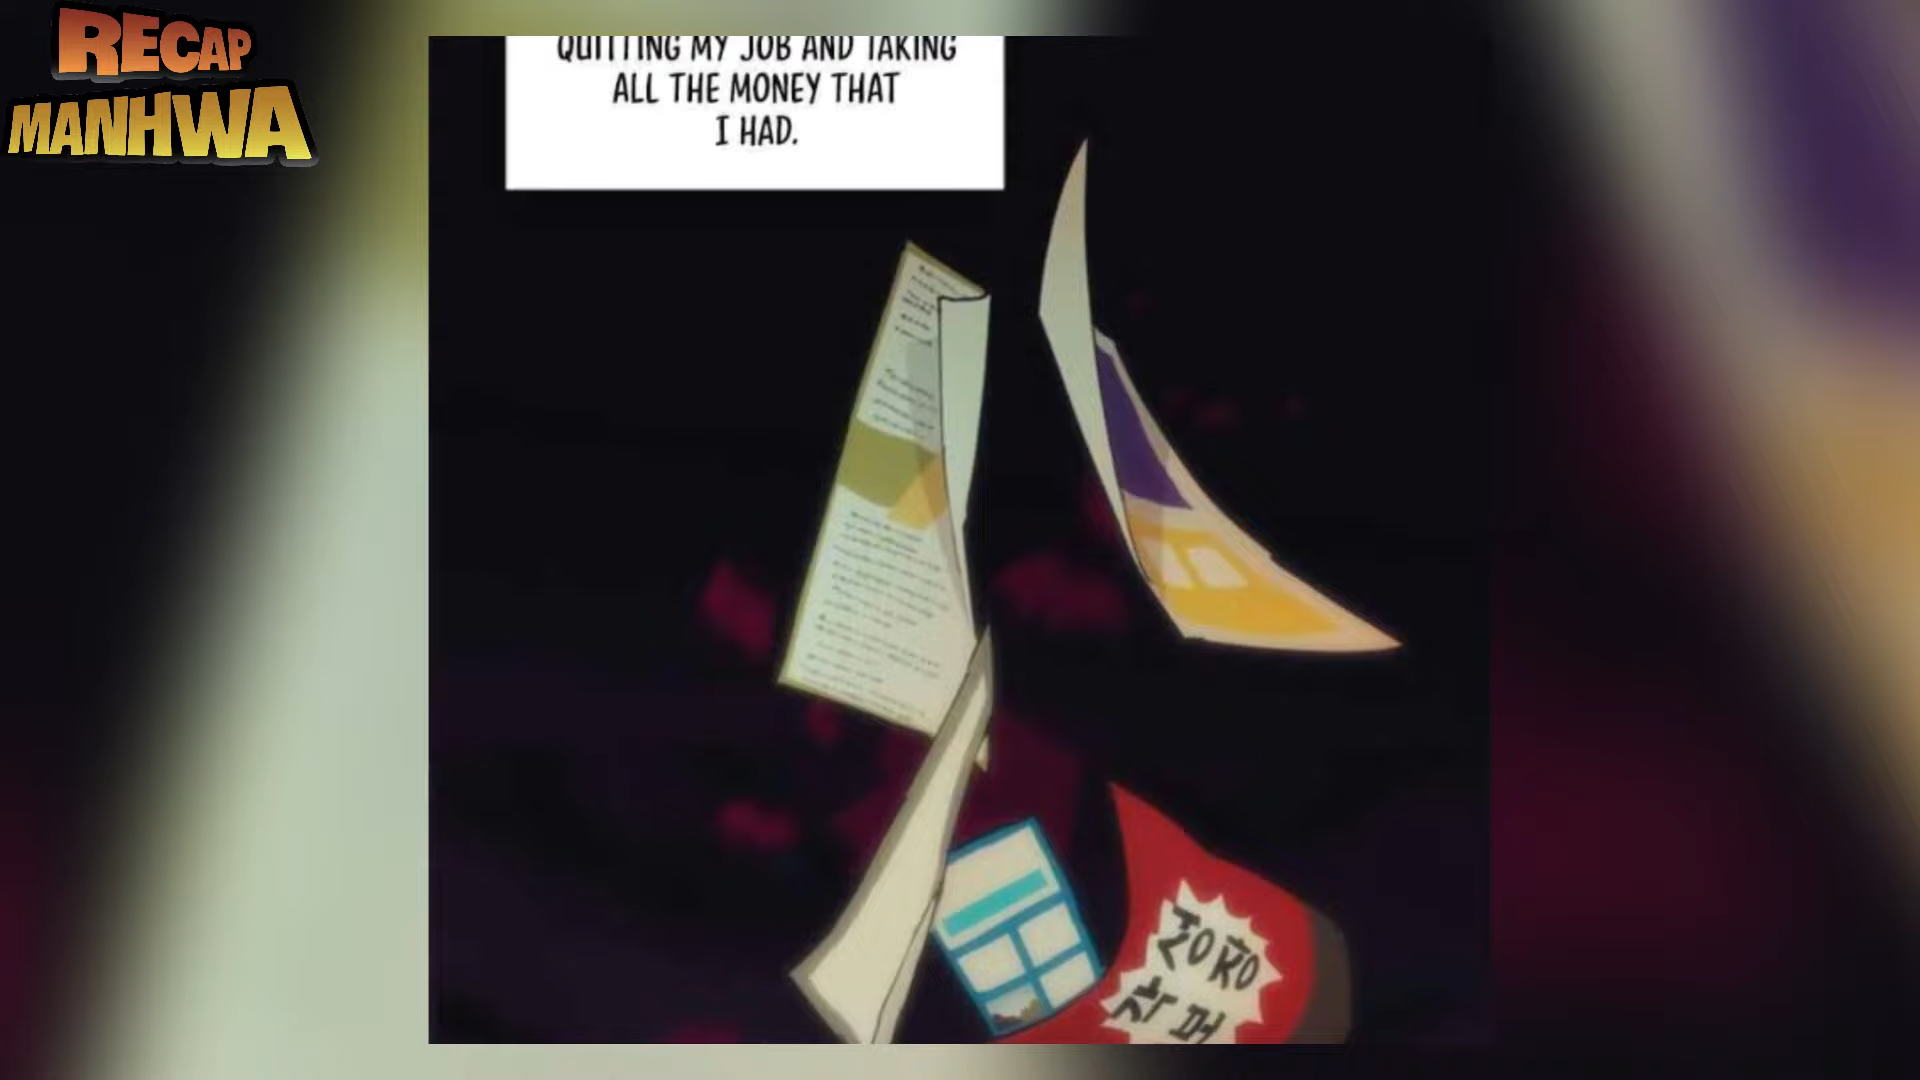 RECAP
MANHWA
QUITTING MY JOB AND TAKING
ALL THE MONEY THAT
I HAD.